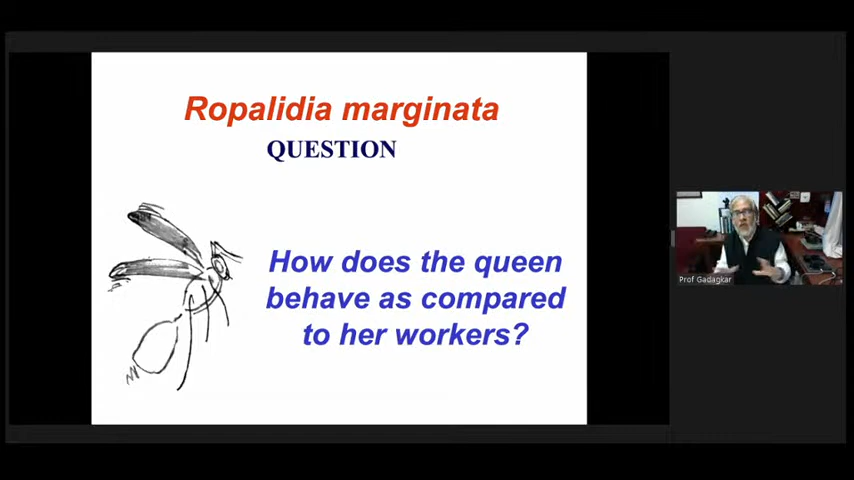 Ropalidia marginata
QUESTION
How does the queen
behave as compared
to her workers?
Prof Gadagkar